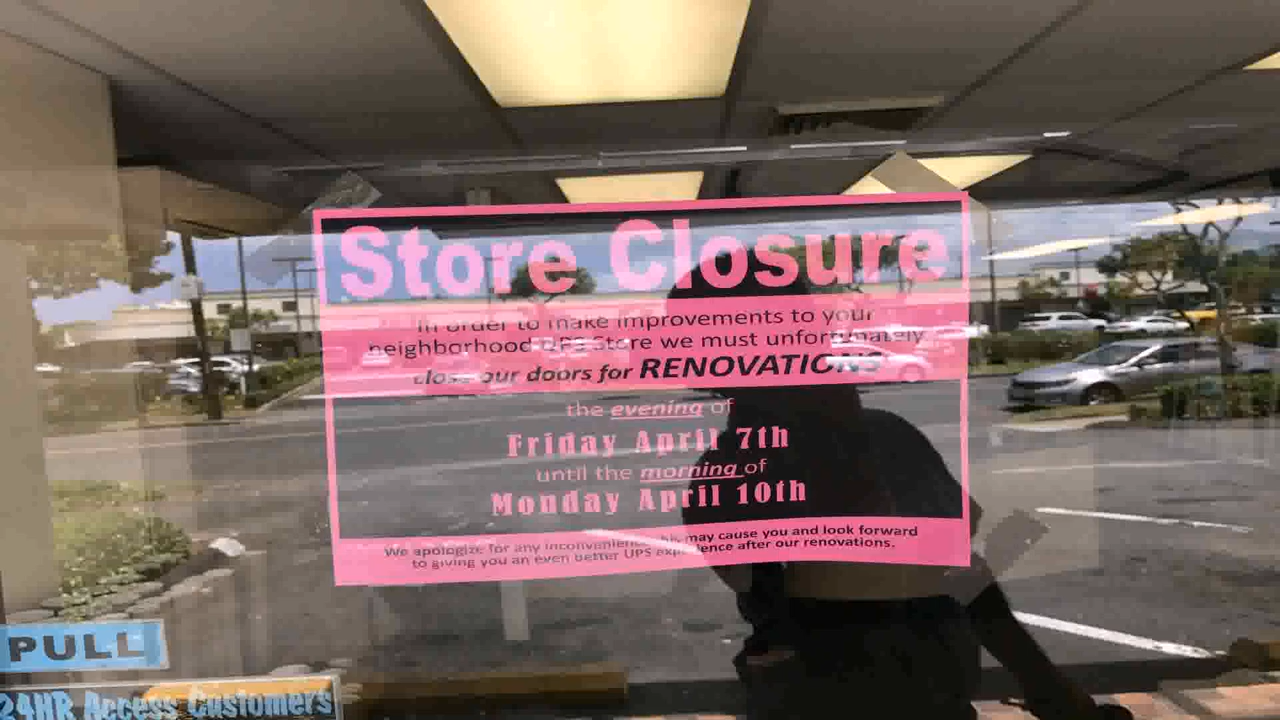 Store Closure
In order to make improvements to your
neighborhood UPS Store we must unfortunately
close our doors for RENOVATIONS
the evening of
Friday April 7th
until the morning of
Monday April 10th
We apologize for any inconvenience this may cause you and look forward
to giving you an even better UPS experience after our renovations.
PULL
24HR Access Customers